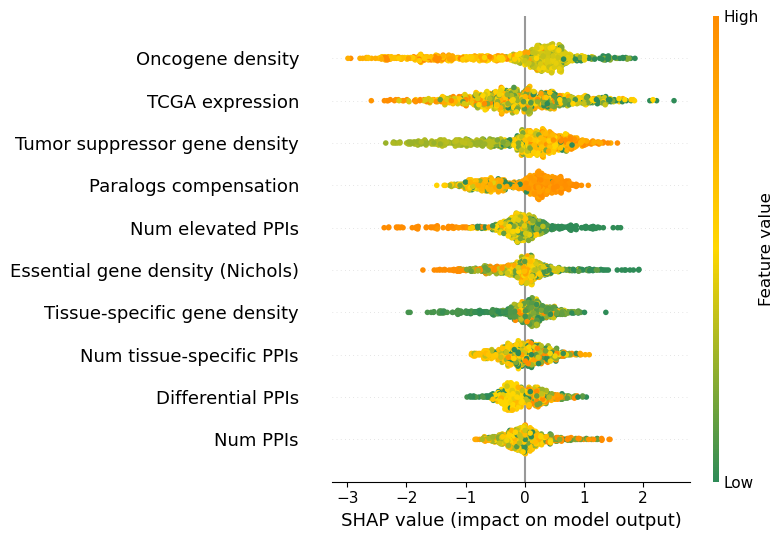 High
Oncogene density
TCGA expression
Tumor suppressor gene density
Paralogs compensation
Num elevated PPIs
Essential gene density (Nichols)
Tissue-specific gene density
Num tissue-specific PPIs
Differential PPIs
Num PPIs
Feature value
Low
−3 −2 −1 0 1 2
SHAP value (impact on model output)